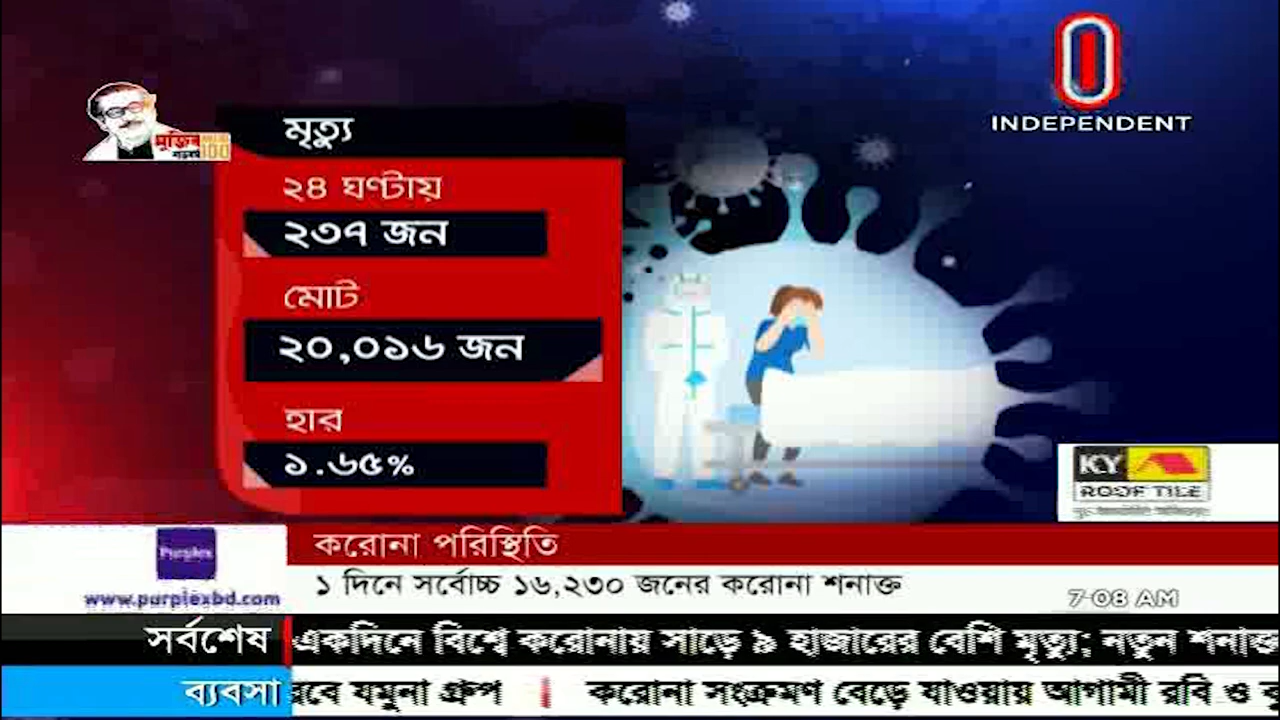 INDEPENDENT
মৃত্যু
মুজিব
100
২৪ ঘণ্টায়
২৩৭ জন
মোট
২০,০১৬ জন
হার
১.৬৫%
KY
ROOF TILE
Purplex
www.purplexbd.com
করোনা পরিস্থিতি
১ দিনে সর্বোচ্চ ১৬,২৩০ জনের করোনা শনাক্ত
7:08 AM
সর্বশেষ
একদিনে বিশ্বে করোনায় সাড়ে ৯ হাজারের বেশি মৃত্যু; নতুন শনাক্ত
ব্যবসা
রবে যমুনা গ্রুপ | করোনা সংক্রমণ বেড়ে যাওয়ায় আগামী রবি ও বু